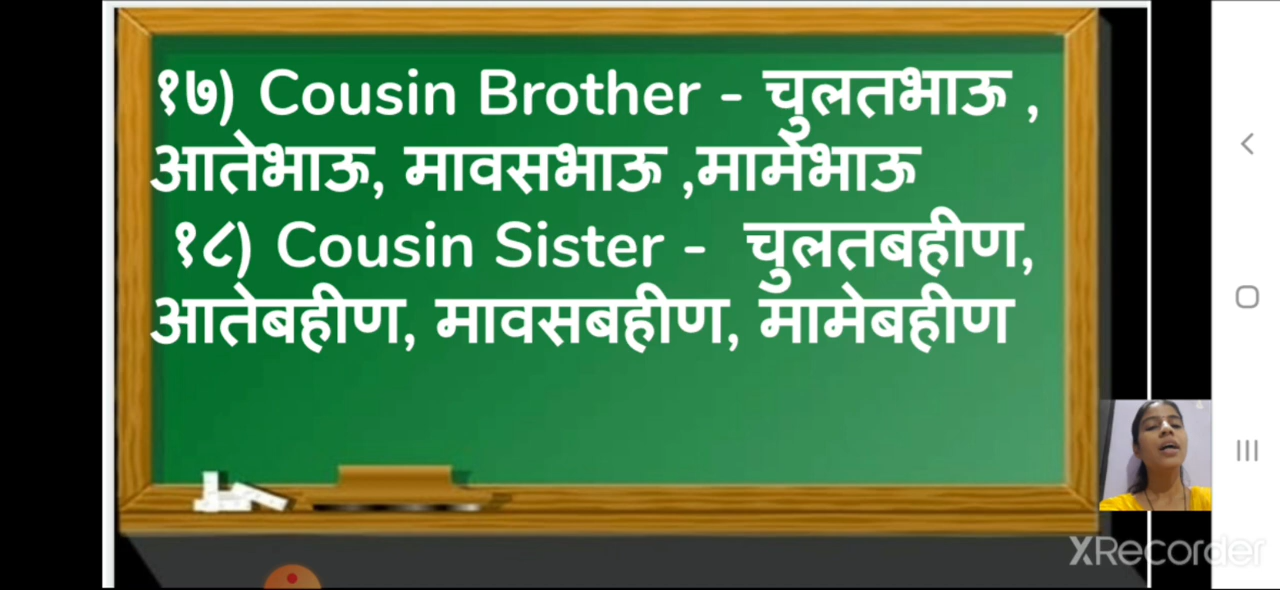 १७) Cousin Brother - चुलतभाऊ ,
आतेभाऊ, मावसभाऊ ,मामेभाऊ
१८) Cousin Sister - चुलतबहीण,
आतेबहीण, मावसबहीण, मामेबहीण
XRecorder